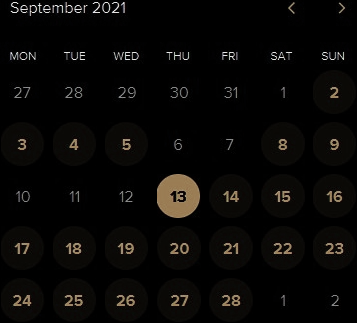 September 2021 < >
MON TUE WED THU FRI SAT SUN
27 28 29 30 31 1 2
3 4 5 6 7 8 9
10 11 12 13 14 15 16
17 18 19 20 21 22 23
24 25 26 27 28 1 2